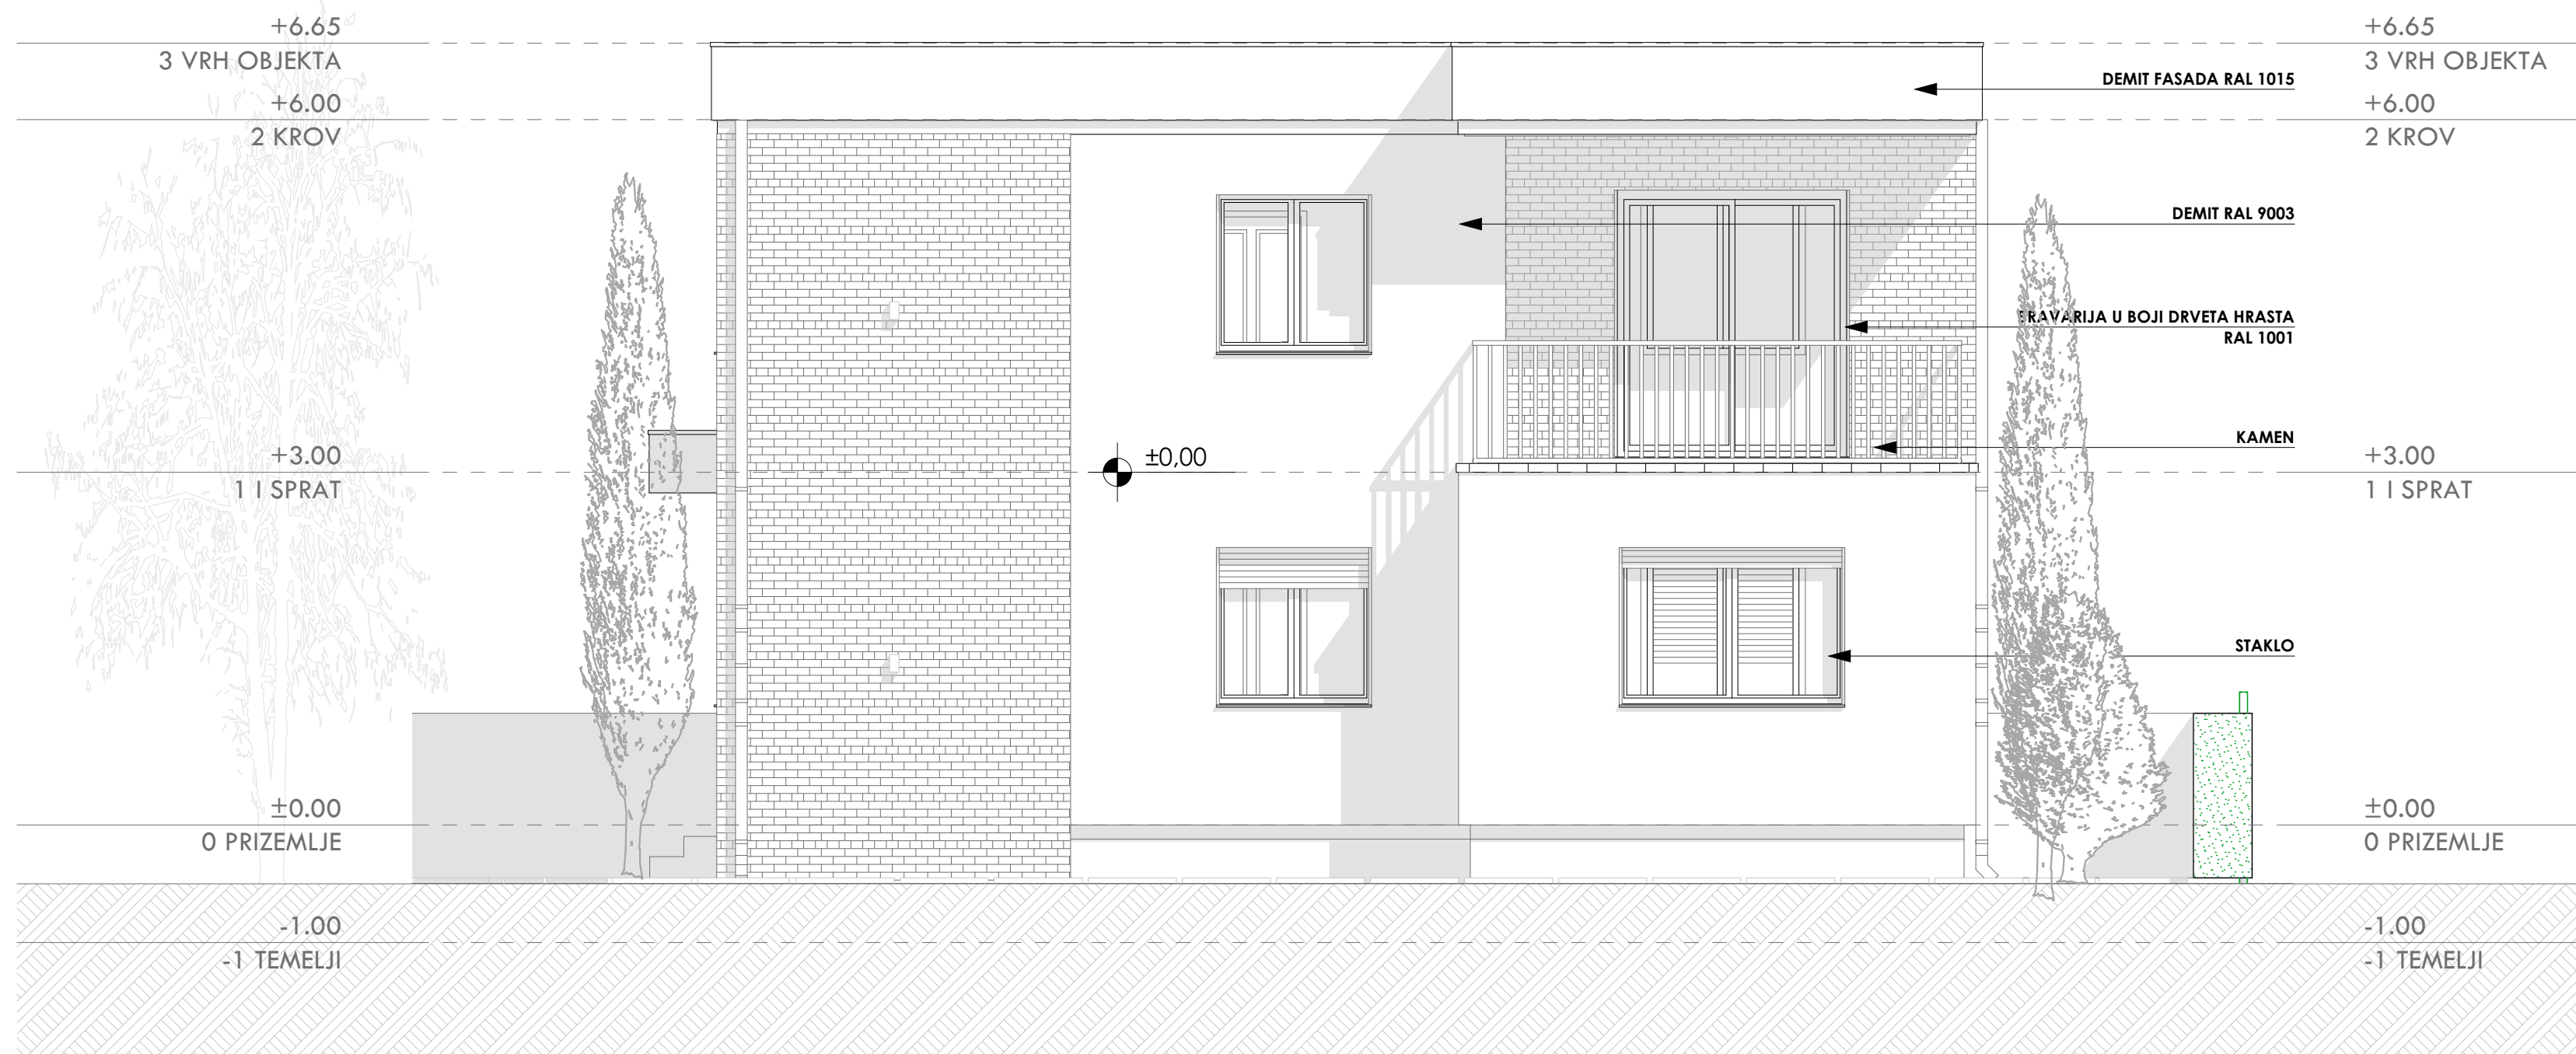 +6.65
3 VRH OBJEKTA
+6.00
2 KROV
+3.00
1 I SPRAT
±0.00
0 PRIZEMLJE
-1.00
-1 TEMELJI
±0,00
DEMIT FASADA RAL 1015
DEMIT RAL 9003
BRAVARIJA U BOJI DRVETA HRASTA
RAL 1001
KAMEN
STAKLO
+6.65
3 VRH OBJEKTA
+6.00
2 KROV
+3.00
1 I SPRAT
±0.00
0 PRIZEMLJE
-1.00
-1 TEMELJI